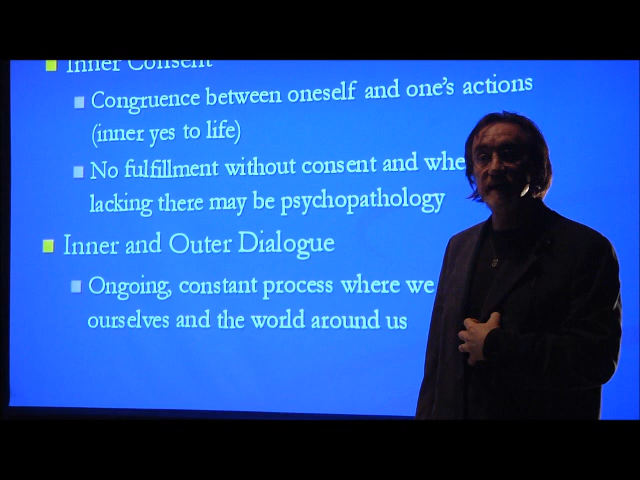 Inner Consent
Congruence between oneself and one's actions
(inner yes to life)
No fulfillment without consent and whe
lacking there may be psychopathology
Inner and Outer Dialogue
Ongoing, constant process where we
ourselves and the world around us